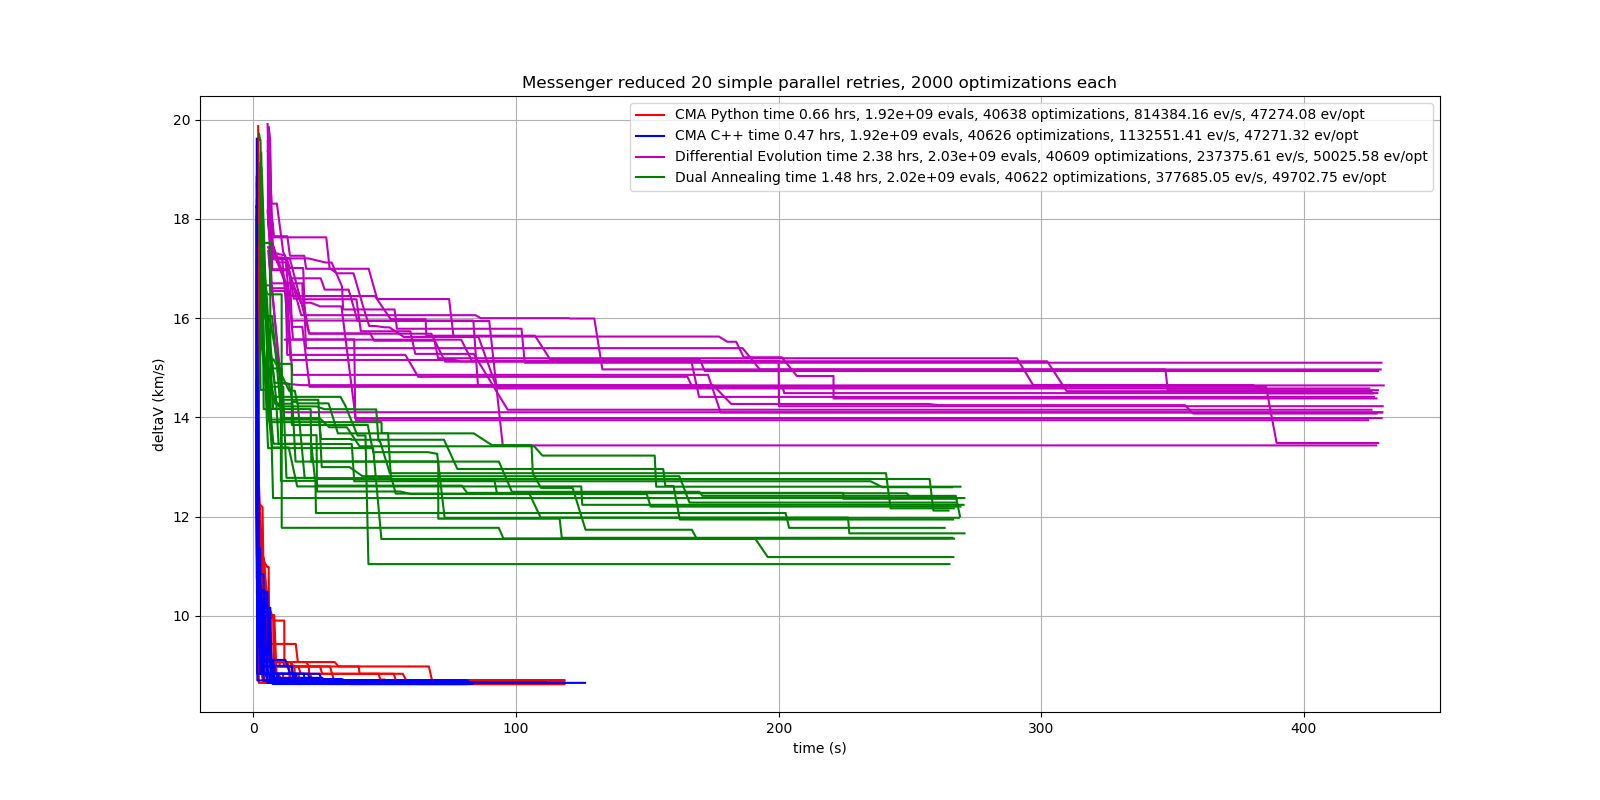 Messenger reduced 20 simple parallel retries, 2000 optimizations each
CMA Python time 0.66 hrs, 1.92e+09 evals, 40638 optimizations, 814384.16 ev/s, 47274.08 ev/opt
CMA C++ time 0.47 hrs, 1.92e+09 evals, 40626 optimizations, 1132551.41 ev/s, 47271.32 ev/opt
Differential Evolution time 2.38 hrs, 2.03e+09 evals, 40609 optimizations, 237375.61 ev/s, 50025.58 ev/opt
Dual Annealing time 1.48 hrs, 2.02e+09 evals, 40622 optimizations, 377685.05 ev/s, 49702.75 ev/opt
deltaV (km/s)
20
18
16
14
12
10
0 100 200 300 400
time (s)